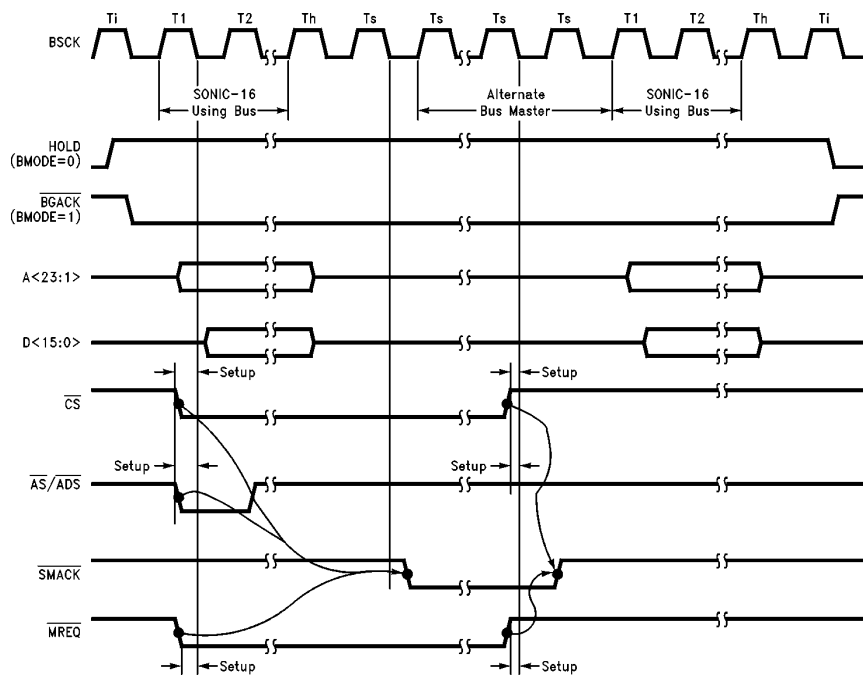 Ti T1 T2 Th Ts Ts Ts Ts T1 T2 Th Ti
BSCK
SONIC-16
Using Bus
Alternate
Bus Master
SONIC-16
Using Bus
HOLD
(BMODE=0)
BGACK
(BMODE=1)
A<23:1>
D<15:0>
Setup Setup
CS
Setup Setup
AS/ADS
SMACK
MREQ
Setup Setup